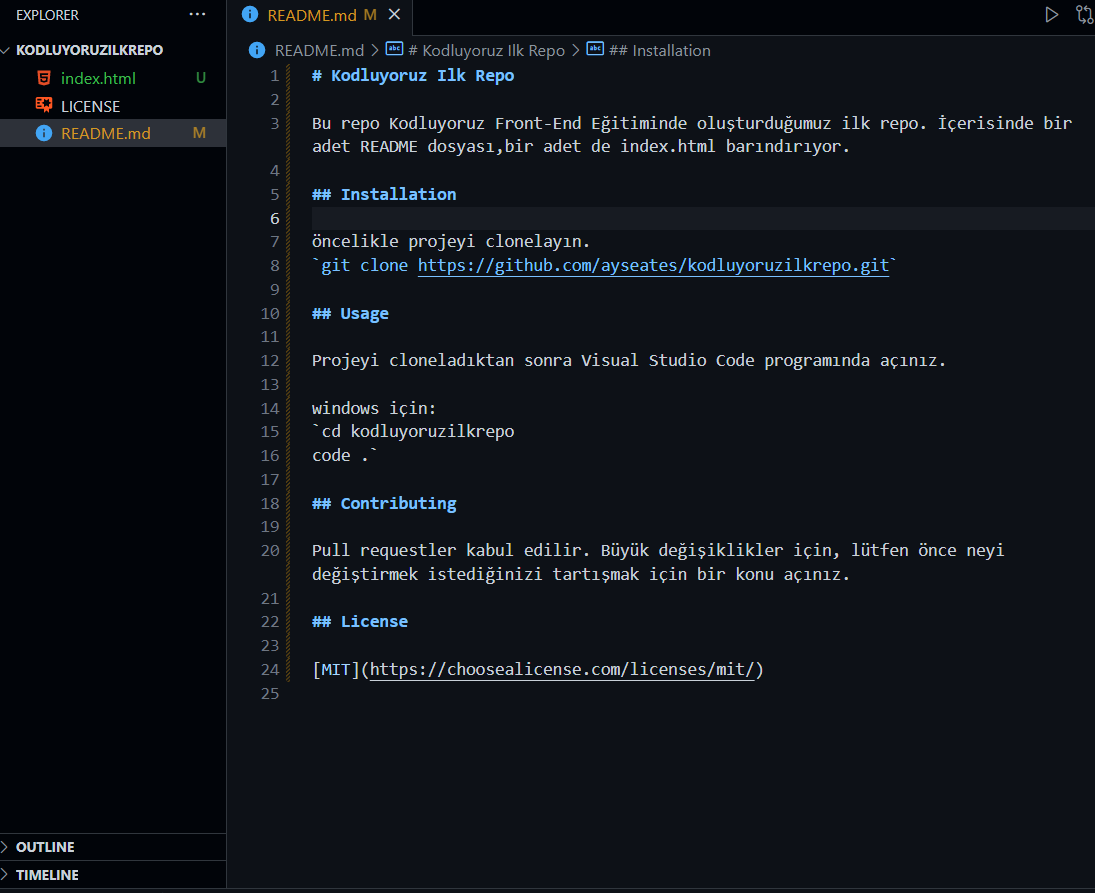 EXPLORER
KODLUYORUZILKREPO
index.html U
LICENSE
README.md M
OUTLINE
TIMELINE
README.md M
README.md > # Kodluyoruz Ilk Repo > ## Installation
1 # Kodluyoruz Ilk Repo
2
3 Bu repo Kodluyoruz Front-End Eğitiminde oluşturduğumuz ilk repo. İçerisinde bir
adet README dosyası,bir adet de index.html barındırıyor.
4
5 ## Installation
6
7 öncelikle projeyi clonelayın.
8 `git clone https://github.com/ayseates/kodluyoruzilkrepo.git`
9
10 ## Usage
11
12 Projeyi cloneladıktan sonra Visual Studio Code programında açınız.
13
14 windows için:
15 `cd kodluyoruzilkrepo
16 code .`
17
18 ## Contributing
19
20 Pull requestler kabul edilir. Büyük değişiklikler için, lütfen önce neyi
değiştirmek istediğinizi tartışmak için bir konu açınız.
21
22 ## License
23
24 [MIT](https://choosealicense.com/licenses/mit/)
25